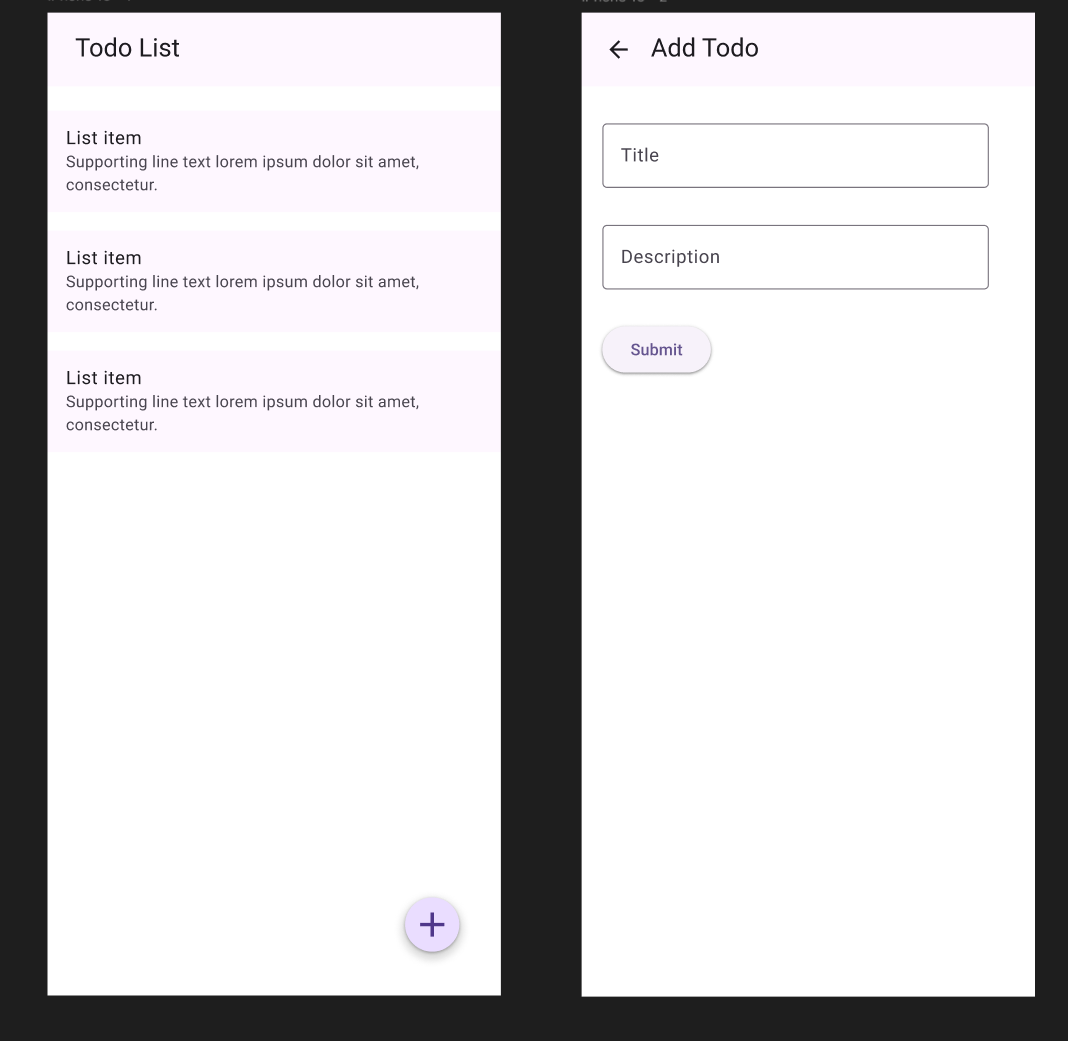 Todo List
List item
Supporting line text lorem ipsum dolor sit amet,
consectetur.
List item
Supporting line text lorem ipsum dolor sit amet,
consectetur.
List item
Supporting line text lorem ipsum dolor sit amet,
consectetur.
Add Todo
Title
Description
Submit